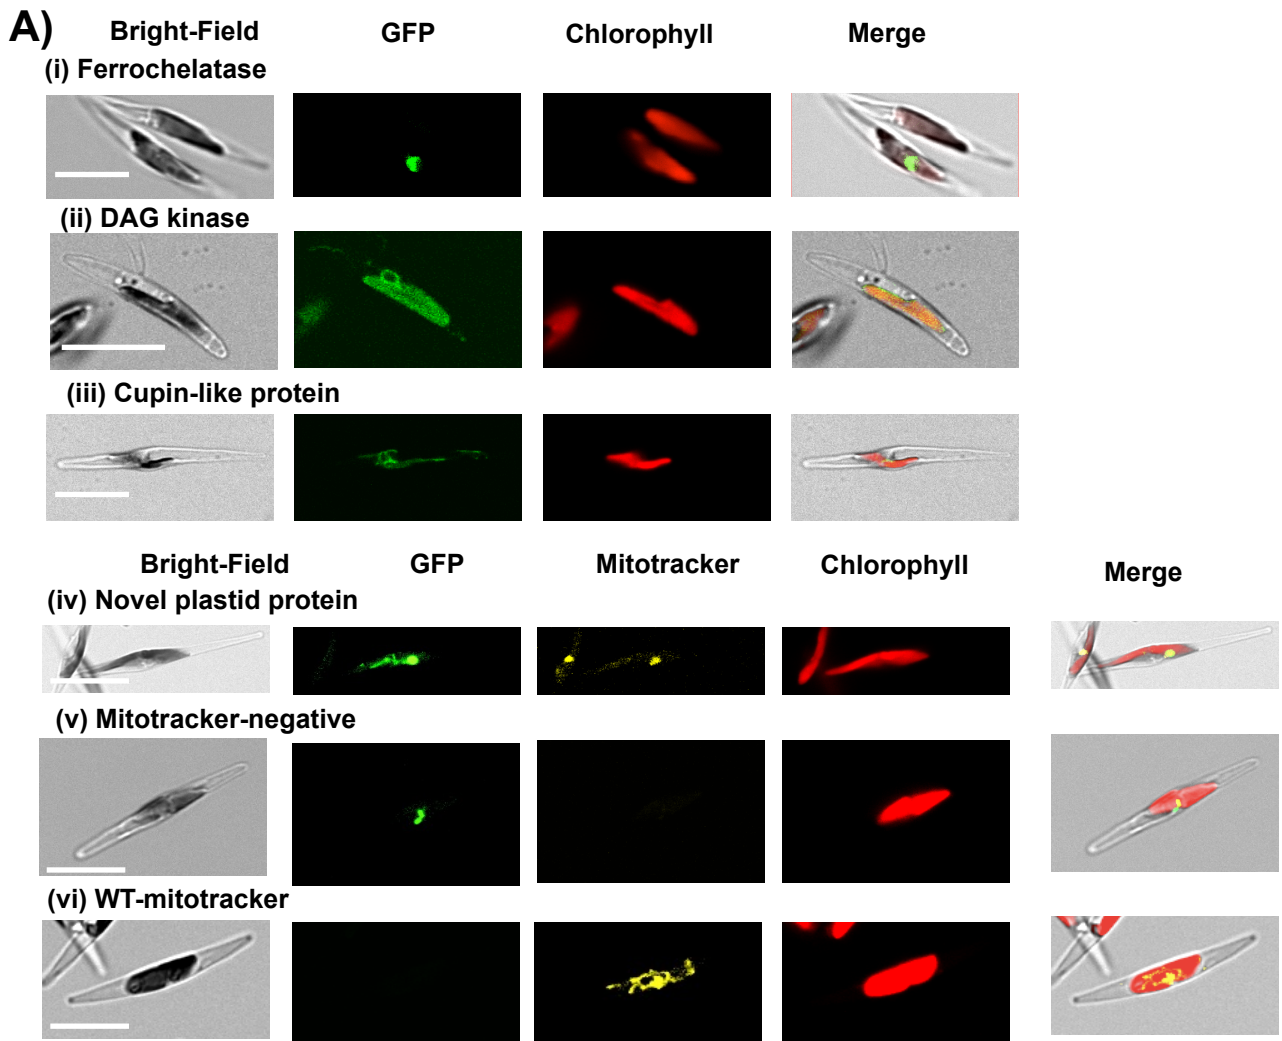 A)
Bright-Field GFP Chlorophyll Merge
(i) Ferrochelatase
(ii) DAG kinase
(iii) Cupin-like protein
Bright-Field GFP Mitotracker Chlorophyll Merge
(iv) Novel plastid protein
(v) Mitotracker-negative
(vi) WT-mitotracker